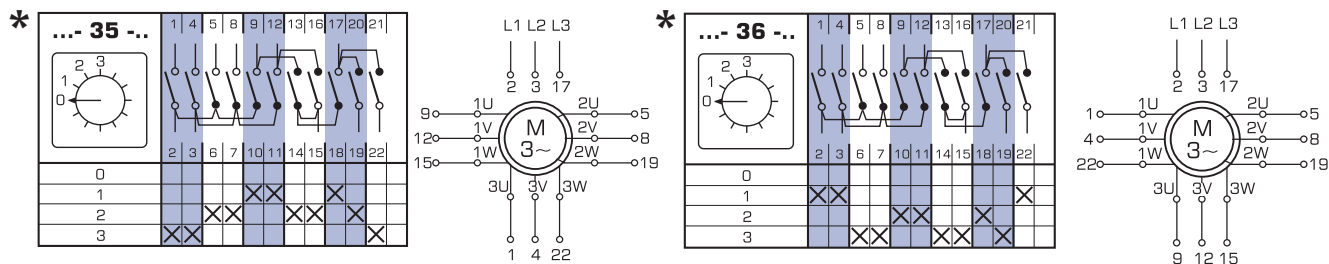 *
...- 35 -..
1 4 5 8 9 12 13 16 17 20 21
0 1 2 3
2 3 6 7 10 11 14 15 18 19 22
0
1 X X X
2 X X X X X
3 X X X
L1 L2 L3
2 3 17
9 1U 2U 5
12 1V 2V 8
15 1W 2W 19
M
3~
3U 3V 3W
1 4 22
*
...- 36 -..
1 4 5 8 9 12 13 16 17 20 21
0 1 2 3
2 3 6 7 10 11 14 15 18 19 22
0
1 X X X
2 X X X
3 X X X X X
L1 L2 L3
2 3 17
1 1U 2U 5
4 1V 2V 8
22 1W 2W 19
M
3~
3U 3V 3W
9 12 15